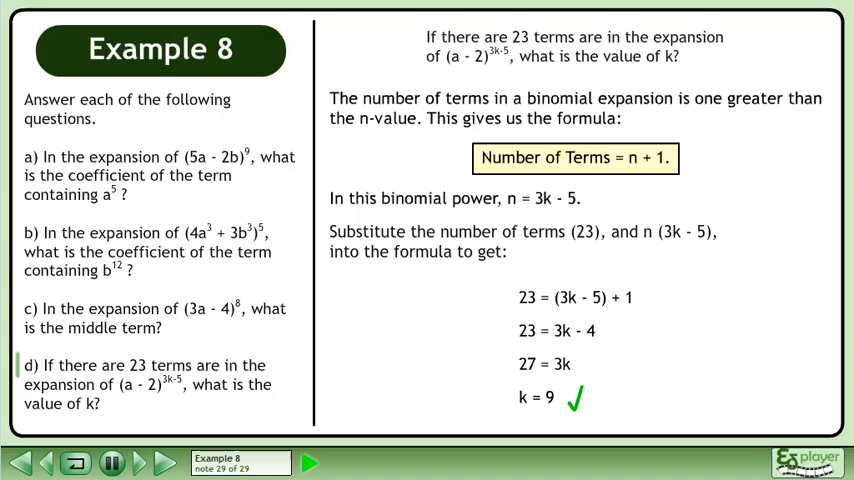 Example 8
Answer each of the following
questions.
a) In the expansion of (5a - 2b)⁹, what
is the coefficient of the term
containing a⁵ ?
b) In the expansion of (4a³ + 3b³)⁵,
what is the coefficient of the term
containing b¹² ?
c) In the expansion of (3a - 4)⁸, what
is the middle term?
d) If there are 23 terms are in the
expansion of (a - 2)³ᵏ⁻⁵, what is the
value of k?
If there are 23 terms are in the expansion
of (a - 2)³ᵏ⁻⁵, what is the value of k?
The number of terms in a binomial expansion is one greater than
the n-value. This gives us the formula:
Number of Terms = n + 1.
In this binomial power, n = 3k - 5.
Substitute the number of terms (23), and n (3k - 5),
into the formula to get:
23 = (3k - 5) + 1
23 = 3k - 4
27 = 3k
k = 9
Example 8
note 29 of 29
player